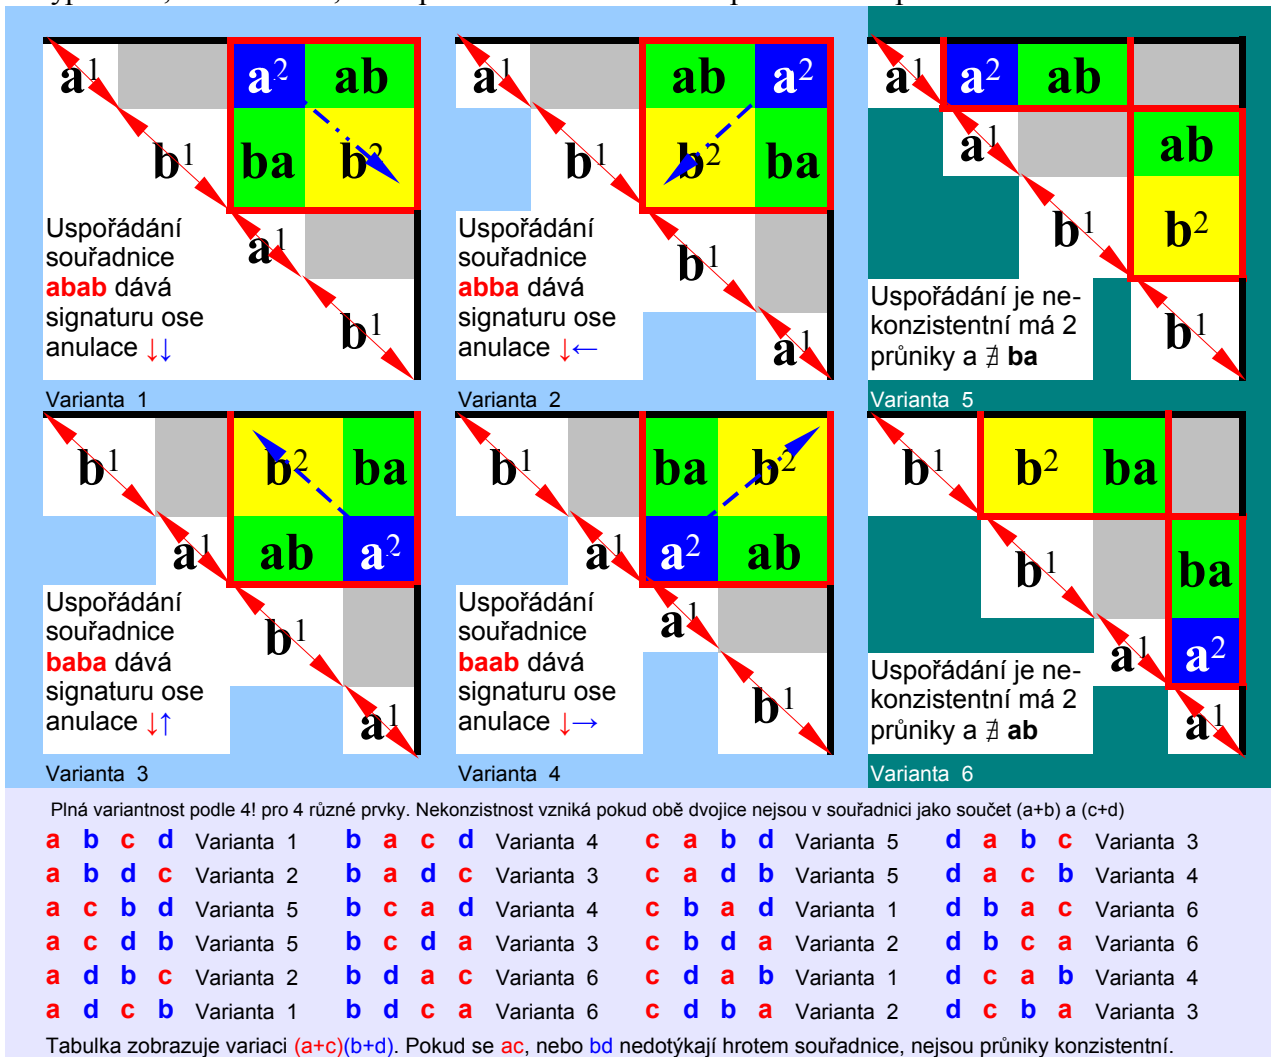 a¹ a² ab
b¹ ba b²
a¹
b¹
Uspořádání
souřadnice
abab dává
signaturu ose
anulace ↓↓
Varianta 1
a¹ ab a²
b¹ b² ba
b¹
a¹
Uspořádání
souřadnice
abba dává
signaturu ose
anulace ↓←
Varianta 2
a¹ a² ab
a¹ ab
b¹ b²
b¹
Uspořádání je ne-
konzistentní má 2
průniky a ∄ ba
Varianta 5
b¹ b² ba
a¹ ab a²
b¹
a¹
Uspořádání
souřadnice
baba dává
signaturu ose
anulace ↓↑
Varianta 3
b¹ ba b²
a¹ a² ab
a¹
b¹
Uspořádání
souřadnice
baab dává
signaturu ose
anulace ↓→
Varianta 4
b¹ b² ba
b¹ ba
a¹ a²
a¹
Uspořádání je ne-
konzistentní má 2
průniky a ∄ ab
Varianta 6
Plná variantnost podle 4! pro 4 různé prvky. Nekonzistnost vzniká pokud obě dvojice nejsou v souřadnici jako součet (a+b) a (c+d)
a b c d Varianta 1 b a c d Varianta 4 c a b d Varianta 5 d a b c Varianta 3
a b d c Varianta 2 b a d c Varianta 3 c a d b Varianta 5 d a c b Varianta 4
a c b d Varianta 5 b c a d Varianta 4 c b a d Varianta 1 d b a c Varianta 6
a c d b Varianta 5 b c d a Varianta 3 c b d a Varianta 2 d b c a Varianta 6
a d b c Varianta 2 b d a c Varianta 6 c d a b Varianta 1 d c a b Varianta 4
a d c b Varianta 1 b d c a Varianta 6 c d b a Varianta 2 d c b a Varianta 3
Tabulka zobrazuje variaci (a+c)(b+d). Pokud se ac, nebo bd nedotýkají hrotem souřadnice, nejsou průniky konzistentní.